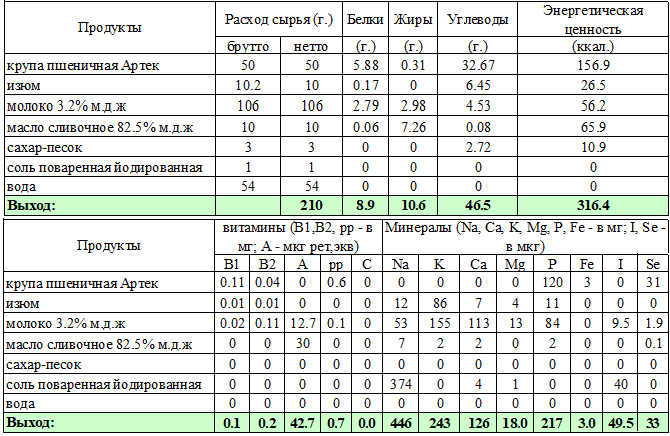 Продукты Расход сырья (г.) Белки Жиры Углеводы Энергетическая ценность
брутто нетто (г.) (г.) (г.) (ккал.)
крупа пшеничная Артек 50 50 5.88 0.31 32.67 156.9
изюм 10.2 10 0.17 0 6.45 26.5
молоко 3.2% м.д.ж 106 106 2.79 2.98 4.53 56.2
масло сливочное 82.5% м.д.ж 10 10 0.06 7.26 0.08 65.9
сахар-песок 3 3 0 0 2.72 10.9
соль поваренная йодированная 1 1 0 0 0 0
вода 54 54 0 0 0 0
Выход: 210 8.9 10.6 46.5 316.4
Продукты витамины (B1,B2, pp - в мг; А - мкг рет,экв) Минералы (Na, Ca, K, Mg, P, Fe - в мг; I, Se - в мкг)
B1 B2 A pp C Na K Ca Mg P Fe I Se
крупа пшеничная Артек 0.11 0.04 0 0.6 0 0 0 0 0 120 3 0 31
изюм 0.01 0.01 0 0 0 12 86 7 4 11 0 0 0
молоко 3.2% м.д.ж 0.02 0.11 12.7 0.1 0 53 155 113 13 84 0 9.5 1.9
масло сливочное 82.5% м.д.ж 0 0 30 0 0 7 2 2 0 2 0 0 0.1
сахар-песок 0 0 0 0 0 0 0 0 0 0 0 0 0
соль поваренная йодированная 0 0 0 0 0 374 0 4 1 0 0 40 0
вода 0 0 0 0 0 0 0 0 0 0 0 0 0
Выход: 0.1 0.2 42.7 0.7 0.0 446 243 126 18.0 217 3.0 49.5 33